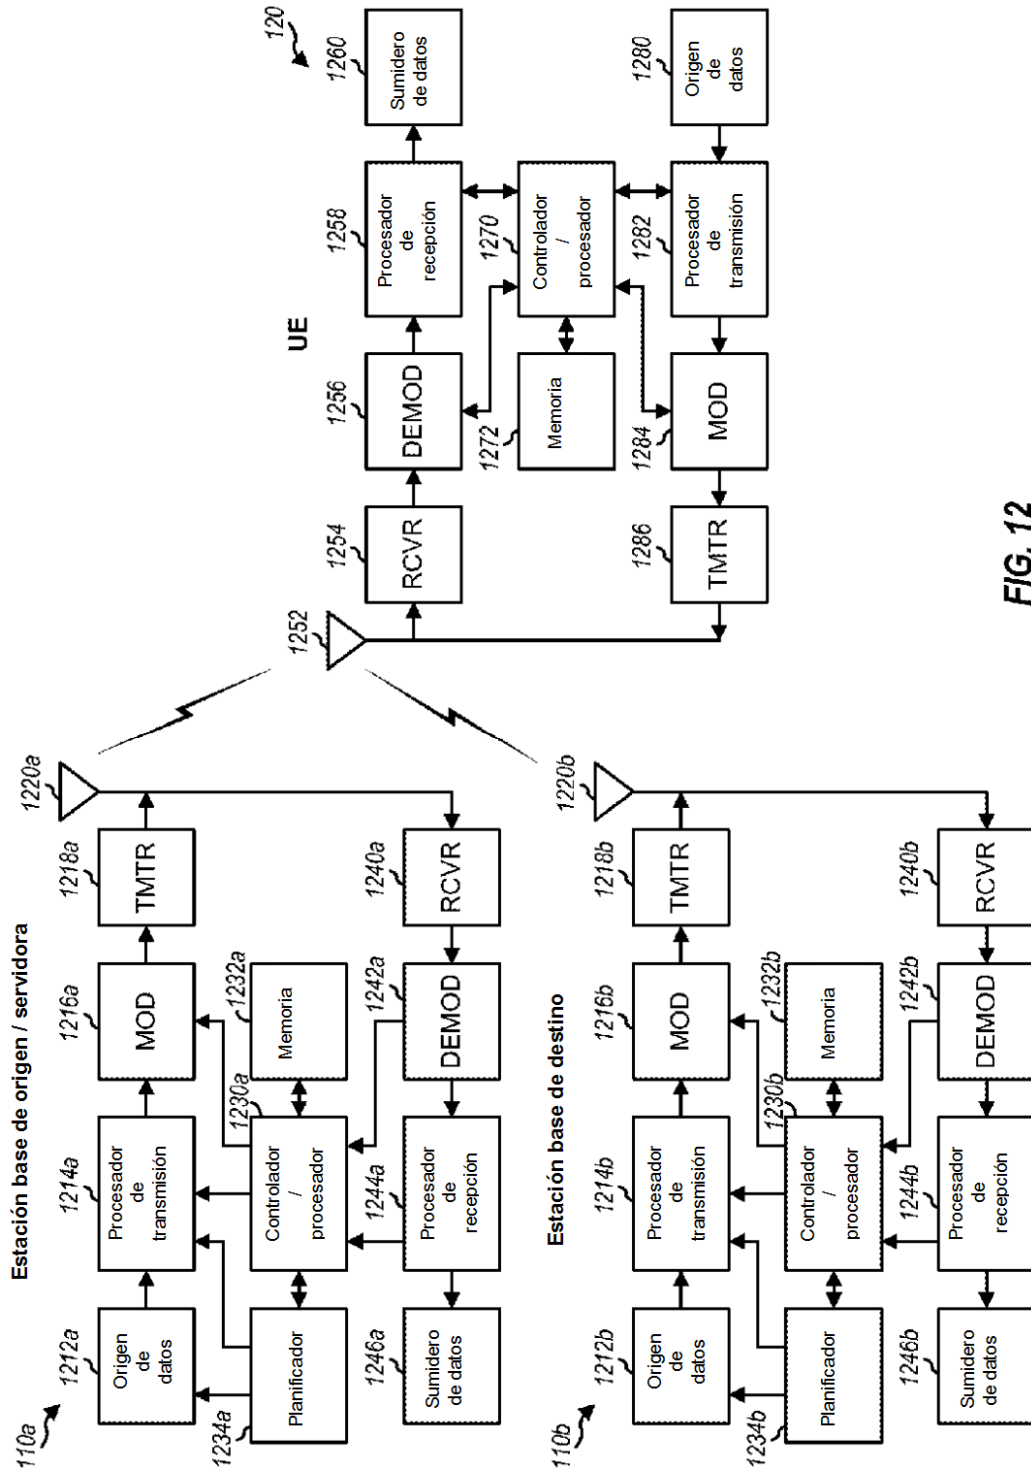 Estación base de origen / servidora
110a
1212a
Origen
de
datos
1214a
Procesador
de
transmisión
1216a
MOD
1218a
TMTR
1220a
1234a
Planificador
1230a
Controlador
/
procesador
1232a
Memoria
1246a
Sumidero
de datos
1244a
Procesador
de
recepción
1242a
DEMOD
1240a
RCVR
Estación base de destino
110b
1212b
Origen
de
datos
1214b
Procesador
de
transmisión
1216b
MOD
1218b
TMTR
1220b
1234b
Planificador
1230b
Controlador
/
procesador
1232b
Memoria
1246b
Sumidero
de datos
1244b
Procesador
de
recepción
1242b
DEMOD
1240b
RCVR
UE
120
1252
1254
RCVR
1256
DEMOD
1258
Procesador
de
recepción
1260
Sumidero
de datos
1272
Memoria
1270
Controlador
/
procesador
1286
TMTR
1284
MOD
1282
Procesador
de
transmisión
1280
Origen
de
datos
FIG. 12